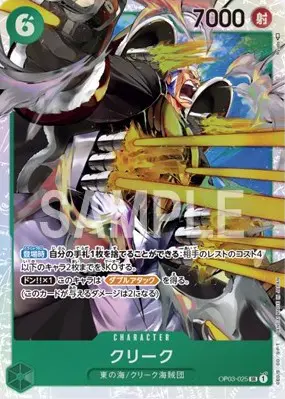 6
7000
射
SAMPLE
登場時 自分の手札1枚を捨てることができる:相手のレストのコスト4
以下のキャラ2枚までを、KOする。
ドン!!×1 このキャラは ダブルアタック を得る。
(このカードが与えるダメージは2になる)
CHARACTER
クリーク
東の海/クリーク海賊団
OP03-025 SR 1